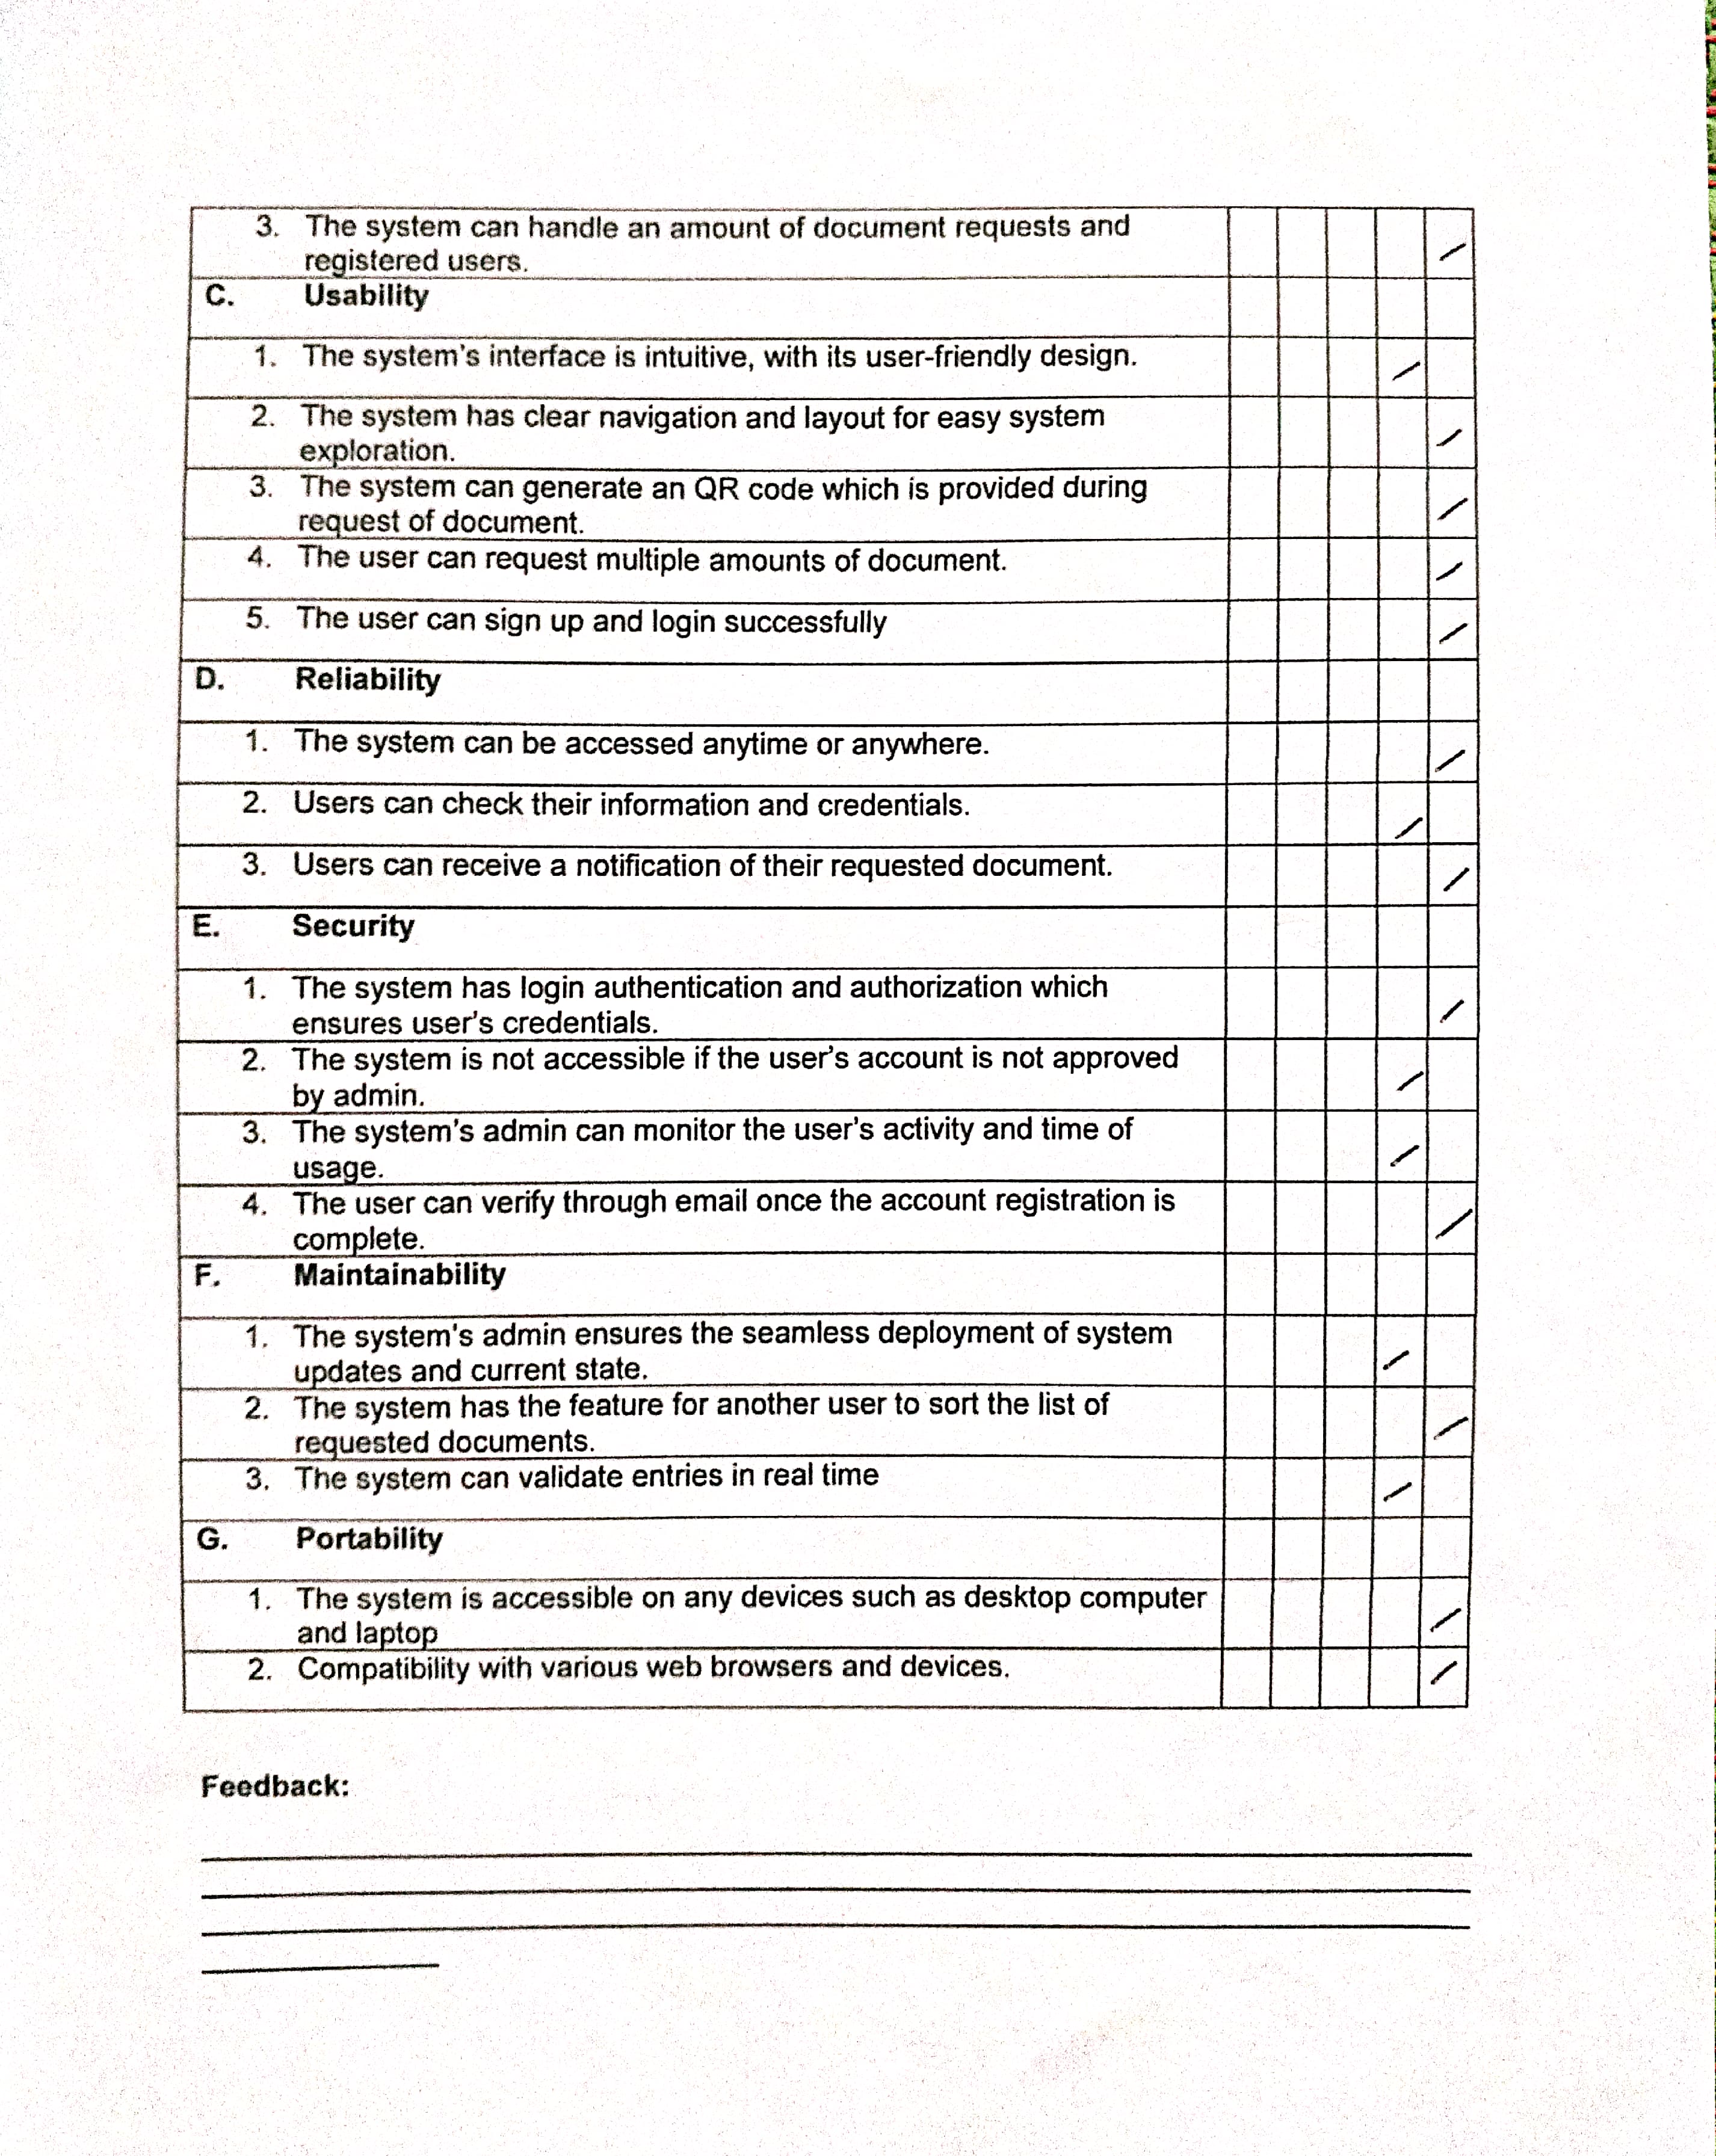 3. The system can handle an amount of document requests and
registered users. /
C. Usability
1. The system's interface is intuitive, with its user-friendly design. /
2. The system has clear navigation and layout for easy system
exploration. /
3. The system can generate an QR code which is provided during
request of document. /
4. The user can request multiple amounts of document. /
5. The user can sign up and login successfully /
D. Reliability
1. The system can be accessed anytime or anywhere. /
2. Users can check their information and credentials. /
3. Users can receive a notification of their requested document. /
E. Security
1. The system has login authentication and authorization which
ensures user's credentials. /
2. The system is not accessible if the user's account is not approved
by admin. /
3. The system's admin can monitor the user's activity and time of
usage. /
4. The user can verify through email once the account registration is
complete. /
F. Maintainability
1. The system's admin ensures the seamless deployment of system
updates and current state. /
2. The system has the feature for another user to sort the list of
requested documents. /
3. The system can validate entries in real time /
G. Portability
1. The system is accessible on any devices such as desktop computer
and laptop /
2. Compatibility with various web browsers and devices. /
Feedback: